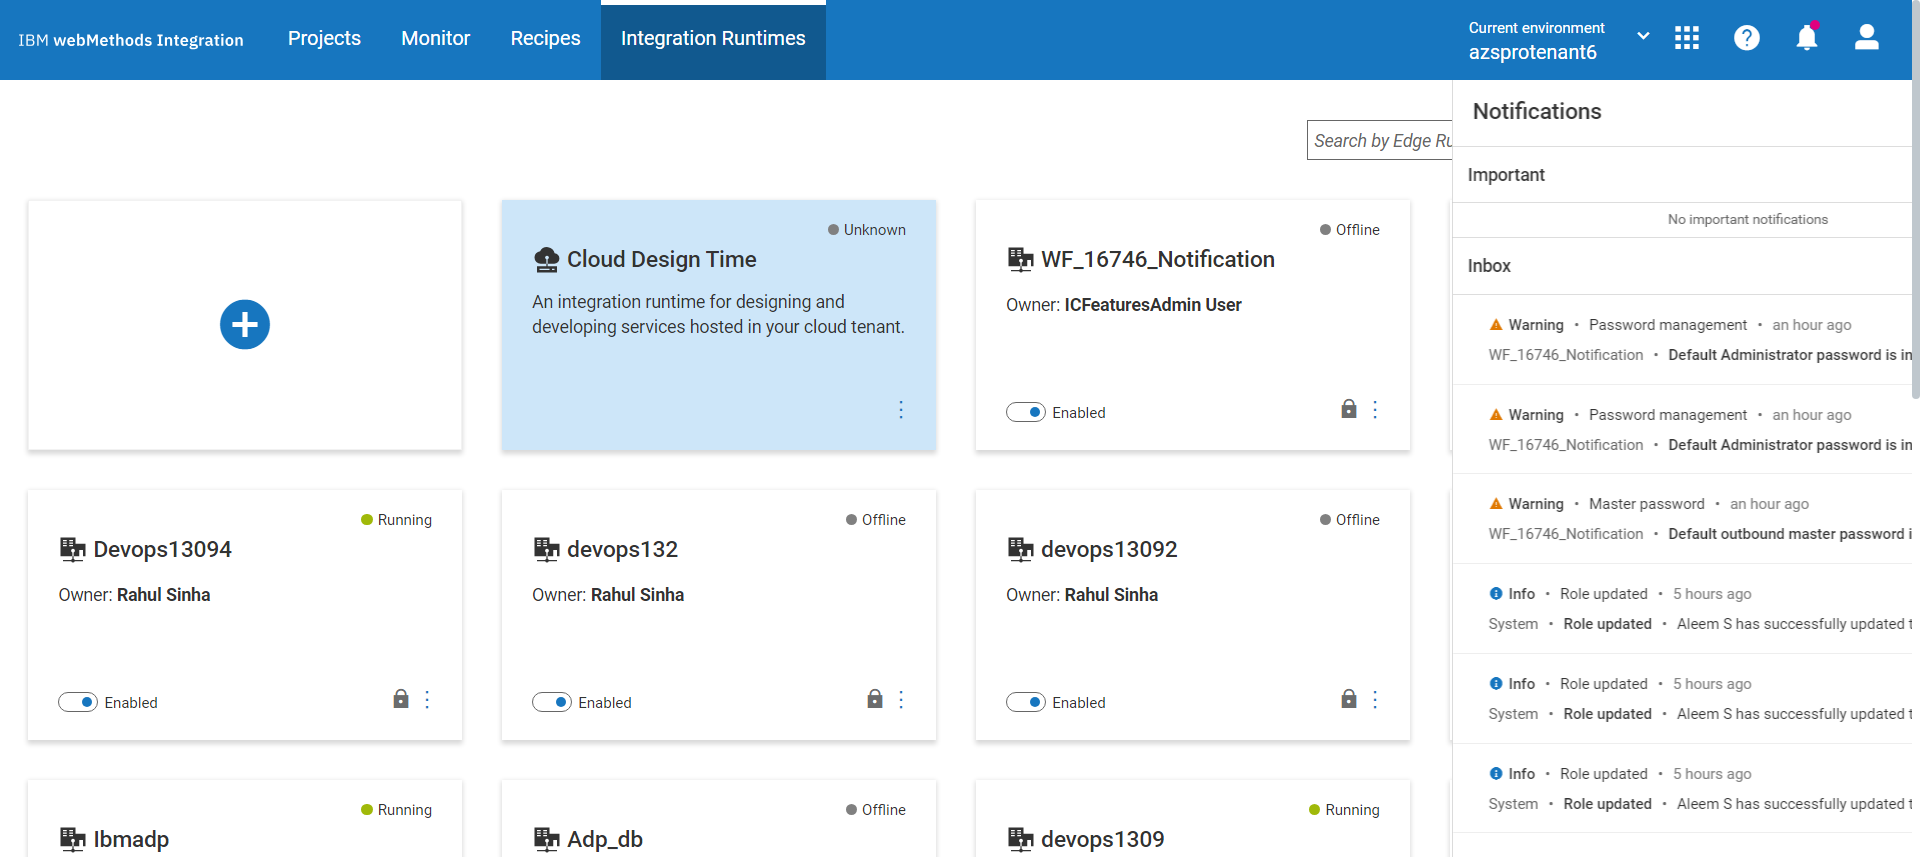 IBM webMethods Integration
Projects
Monitor
Recipes
Integration Runtimes
Current environment
azsprotenant6
Search by Edge Ru
Unknown
Cloud Design Time
An integration runtime for designing and
developing services hosted in your cloud tenant.
Offline
WF_16746_Notification
Owner: ICFeaturesAdmin User
Enabled
Running
Devops13094
Owner: Rahul Sinha
Enabled
Offline
devops132
Owner: Rahul Sinha
Enabled
Offline
devops13092
Owner: Rahul Sinha
Enabled
Running
Ibmadp
Offline
Adp_db
Running
devops1309
Notifications
Important
No important notifications
Inbox
Warning • Password management • an hour ago
WF_16746_Notification • Default Administrator password is in
Warning • Password management • an hour ago
WF_16746_Notification • Default Administrator password is in
Warning • Master password • an hour ago
WF_16746_Notification • Default outbound master password i
Info • Role updated • 5 hours ago
System • Role updated • Aleem S has successfully updated t
Info • Role updated • 5 hours ago
System • Role updated • Aleem S has successfully updated t
Info • Role updated • 5 hours ago
System • Role updated • Aleem S has successfully updated t